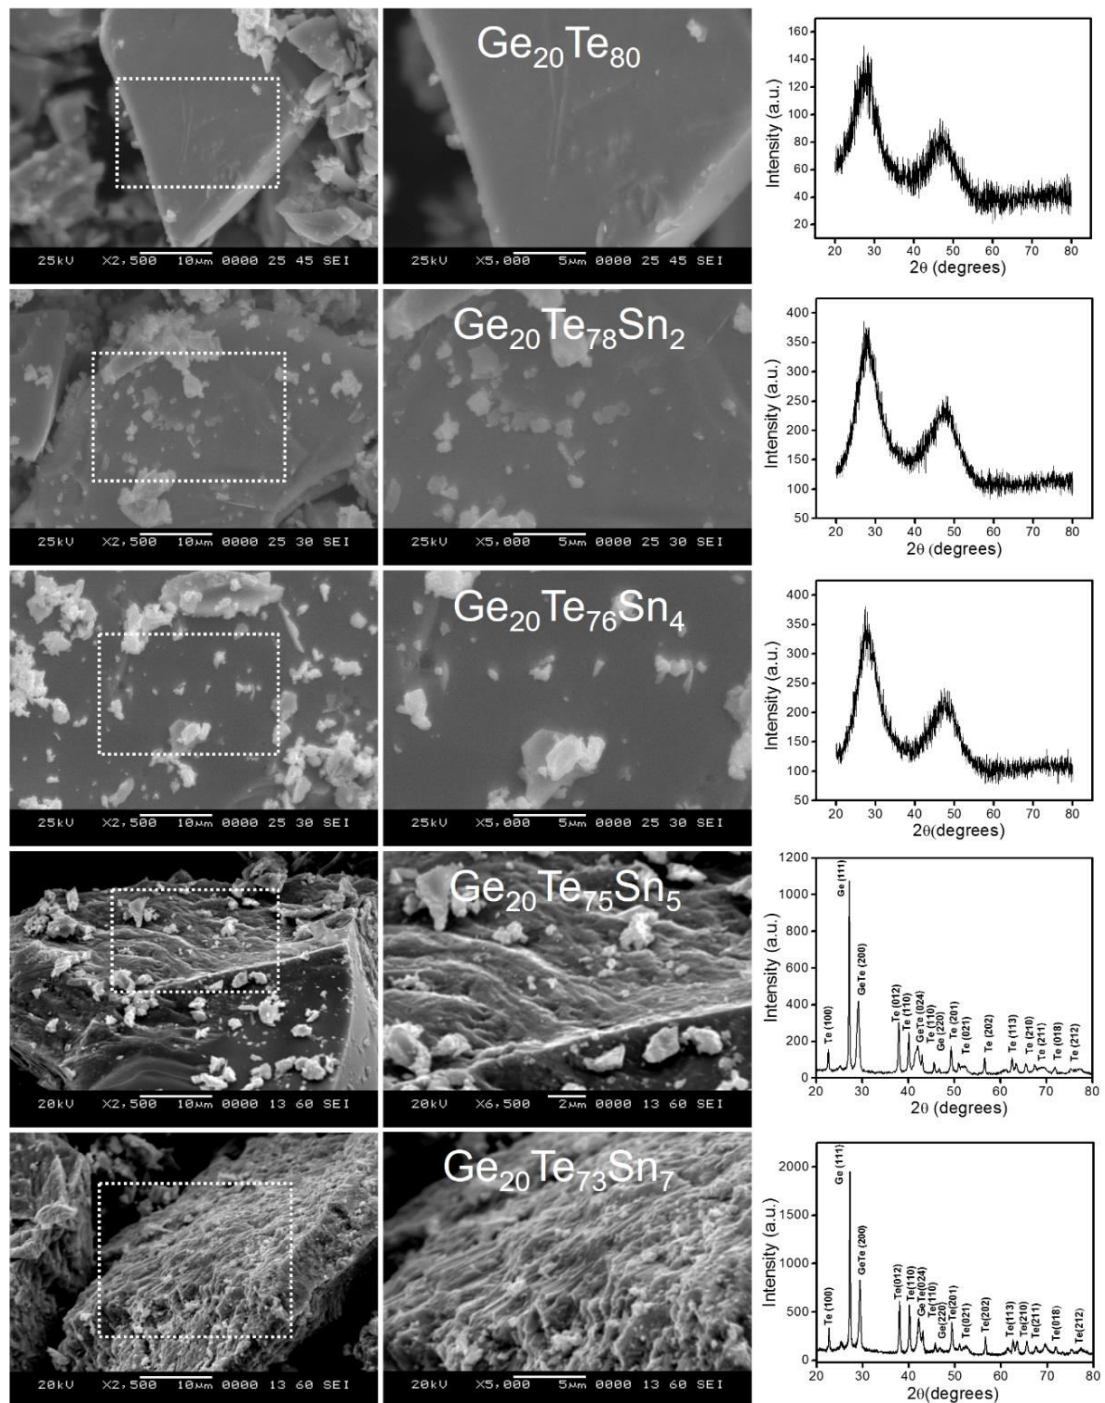 Ge20Te80
25kV X2,500 10μm 0000 25 45 SEI
25kV X5,000 5μm 0000 25 45 SEI
Intensity (a.u.)
160
140
120
100
80
60
40
20
20 30 40 50 60 70 80
2θ (degrees)
Ge20Te78Sn2
25kV X2,500 10μm 0000 25 30 SEI
25kV X5,000 5μm 0000 25 30 SEI
Intensity (a.u.)
400
350
300
250
200
150
100
50
20 30 40 50 60 70 80
2θ (degrees)
Ge20Te76Sn4
25kV X2,500 10μm 0000 25 30 SEI
25kV X5,000 5μm 0000 25 30 SEI
Intensity (a.u.)
400
350
300
250
200
150
100
50
20 30 40 50 60 70 80
2θ(degrees)
Ge20Te75Sn5
20kV X2,500 10μm 0000 13 60 SEI
20kV X6,500 2μm 0000 13 60 SEI
Intensity (a.u.)
1200
1000
800
600
400
200
0
Te (100)
Ge (111)
GeTe (200)
Te (012)
Te (110)
GeTe (024)
Te (110)
Ge (220)
Te (201)
Te (021)
Te (202)
Te (113)
Te (210)
Te (211)
Te (018)
Te (212)
20 30 40 50 60 70 80
2θ (degrees)
Ge20Te73Sn7
20kV X2,500 10μm 0000 13 60 SEI
20kV X5,000 5μm 0000 13 60 SEI
Intensity (a.u.)
2000
1500
1000
500
0
Te (100)
Ge (111)
GeTe (200)
Te(012)
Te(110)
GeTe(024)
Te(110)
Ge(220)
Te(201)
Te(021)
Te(202)
Te(113)
Te(210)
Te(211)
Te(018)
Te(212)
20 30 40 50 60 70 80
2θ(degrees)